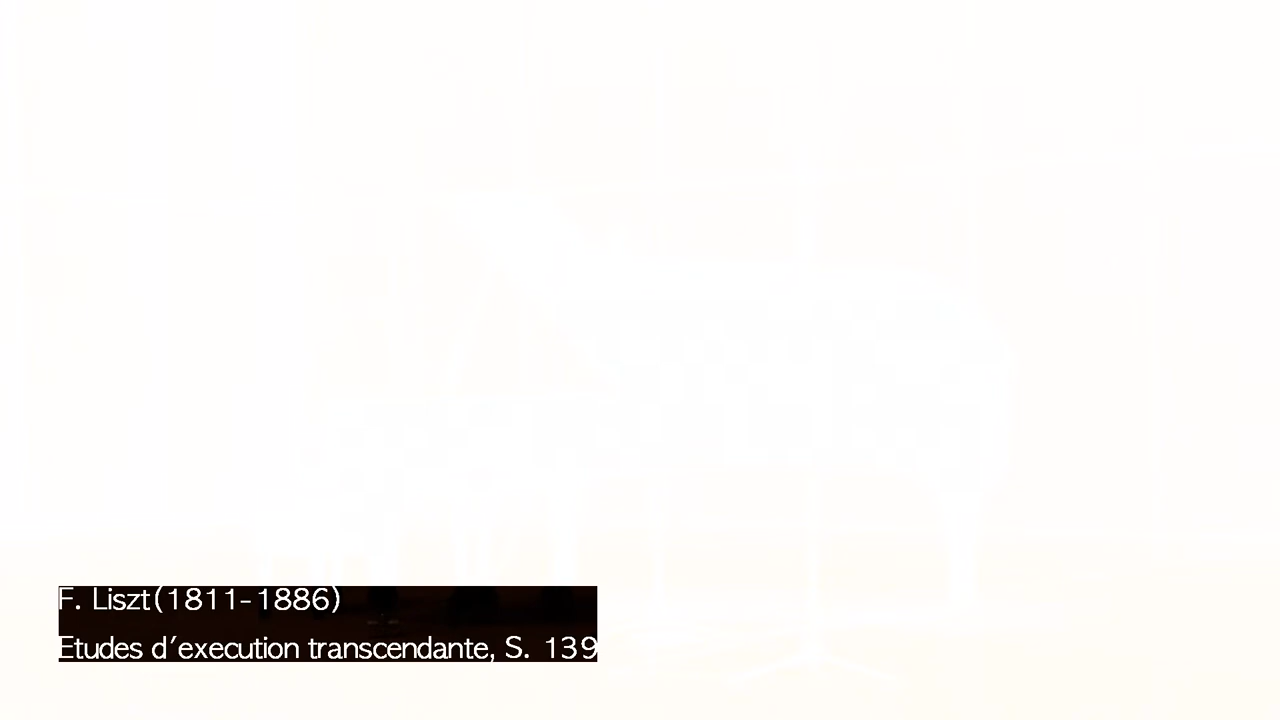 F. Liszt(1811-1886)
Etudes d'execution transcendante, S. 139